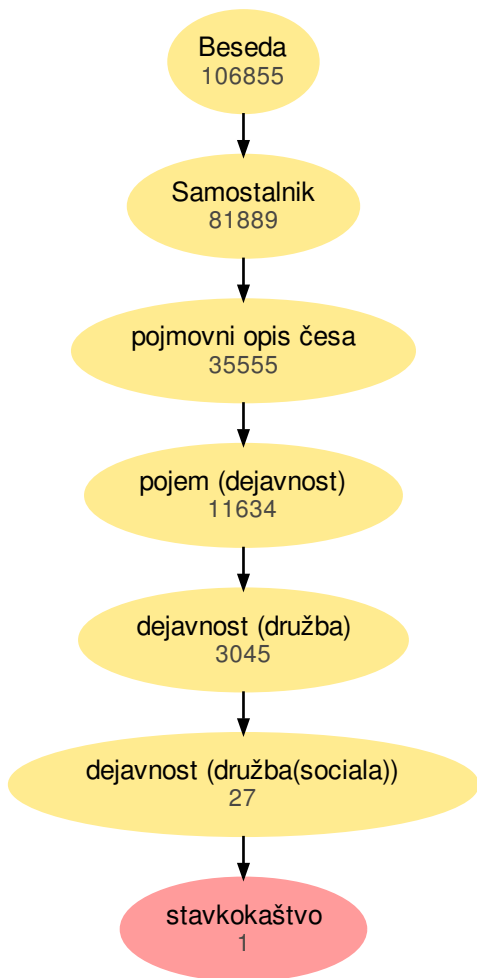 Beseda
106855
Samostalnik
81889
pojmovni opis česa
35555
pojem (dejavnost)
11634
dejavnost (družba)
3045
dejavnost (družba(sociala))
27
stavkokaštvo
1